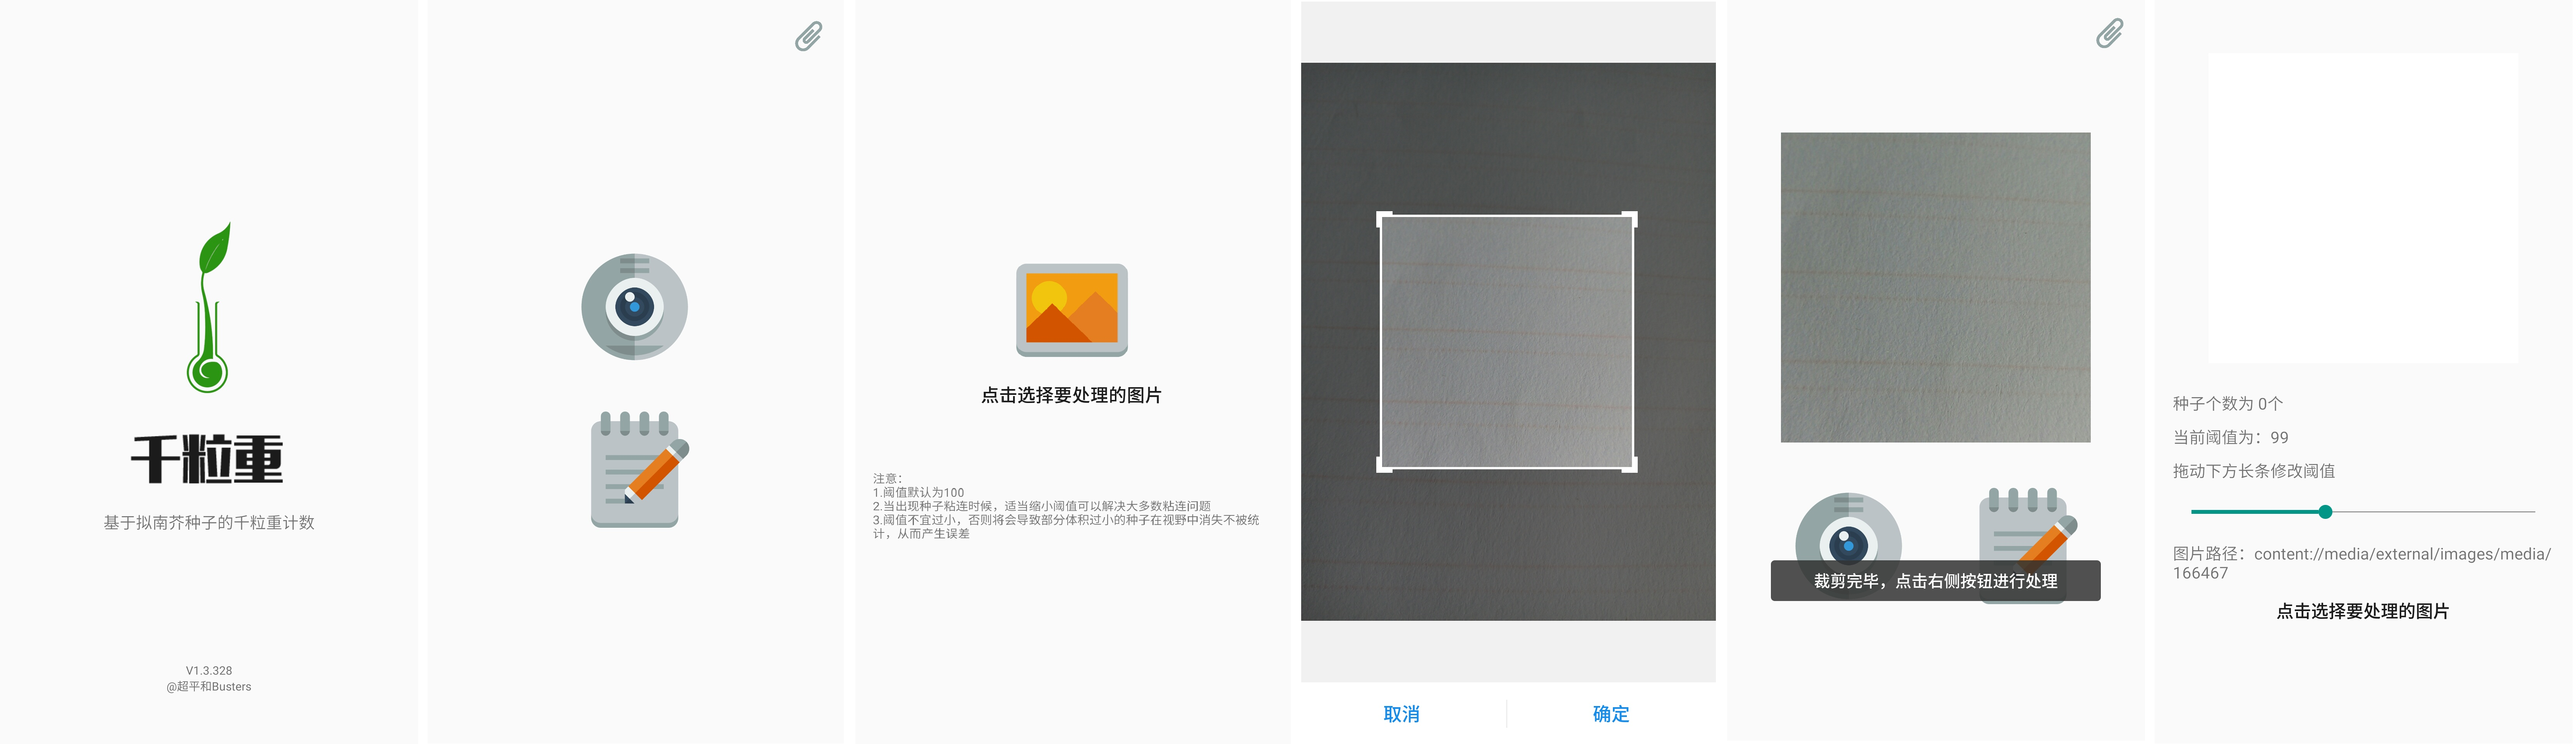 千粒重
基于拟南芥种子的千粒重计数
V1.3.328
@超平和Busters
点击选择要处理的图片
注意：
1.阈值默认为100
2.当出现种子粘连时候，适当缩小阈值可以解决大多数粘连问题
3.阈值不宜过小，否则将会导致部分体积过小的种子在视野中消失不被统
计，从而产生误差
取消
确定
裁剪完毕，点击右侧按钮进行处理
种子个数为 0个
当前阈值为：99
拖动下方长条修改阈值
图片路径：content://media/external/images/media/
166467
点击选择要处理的图片